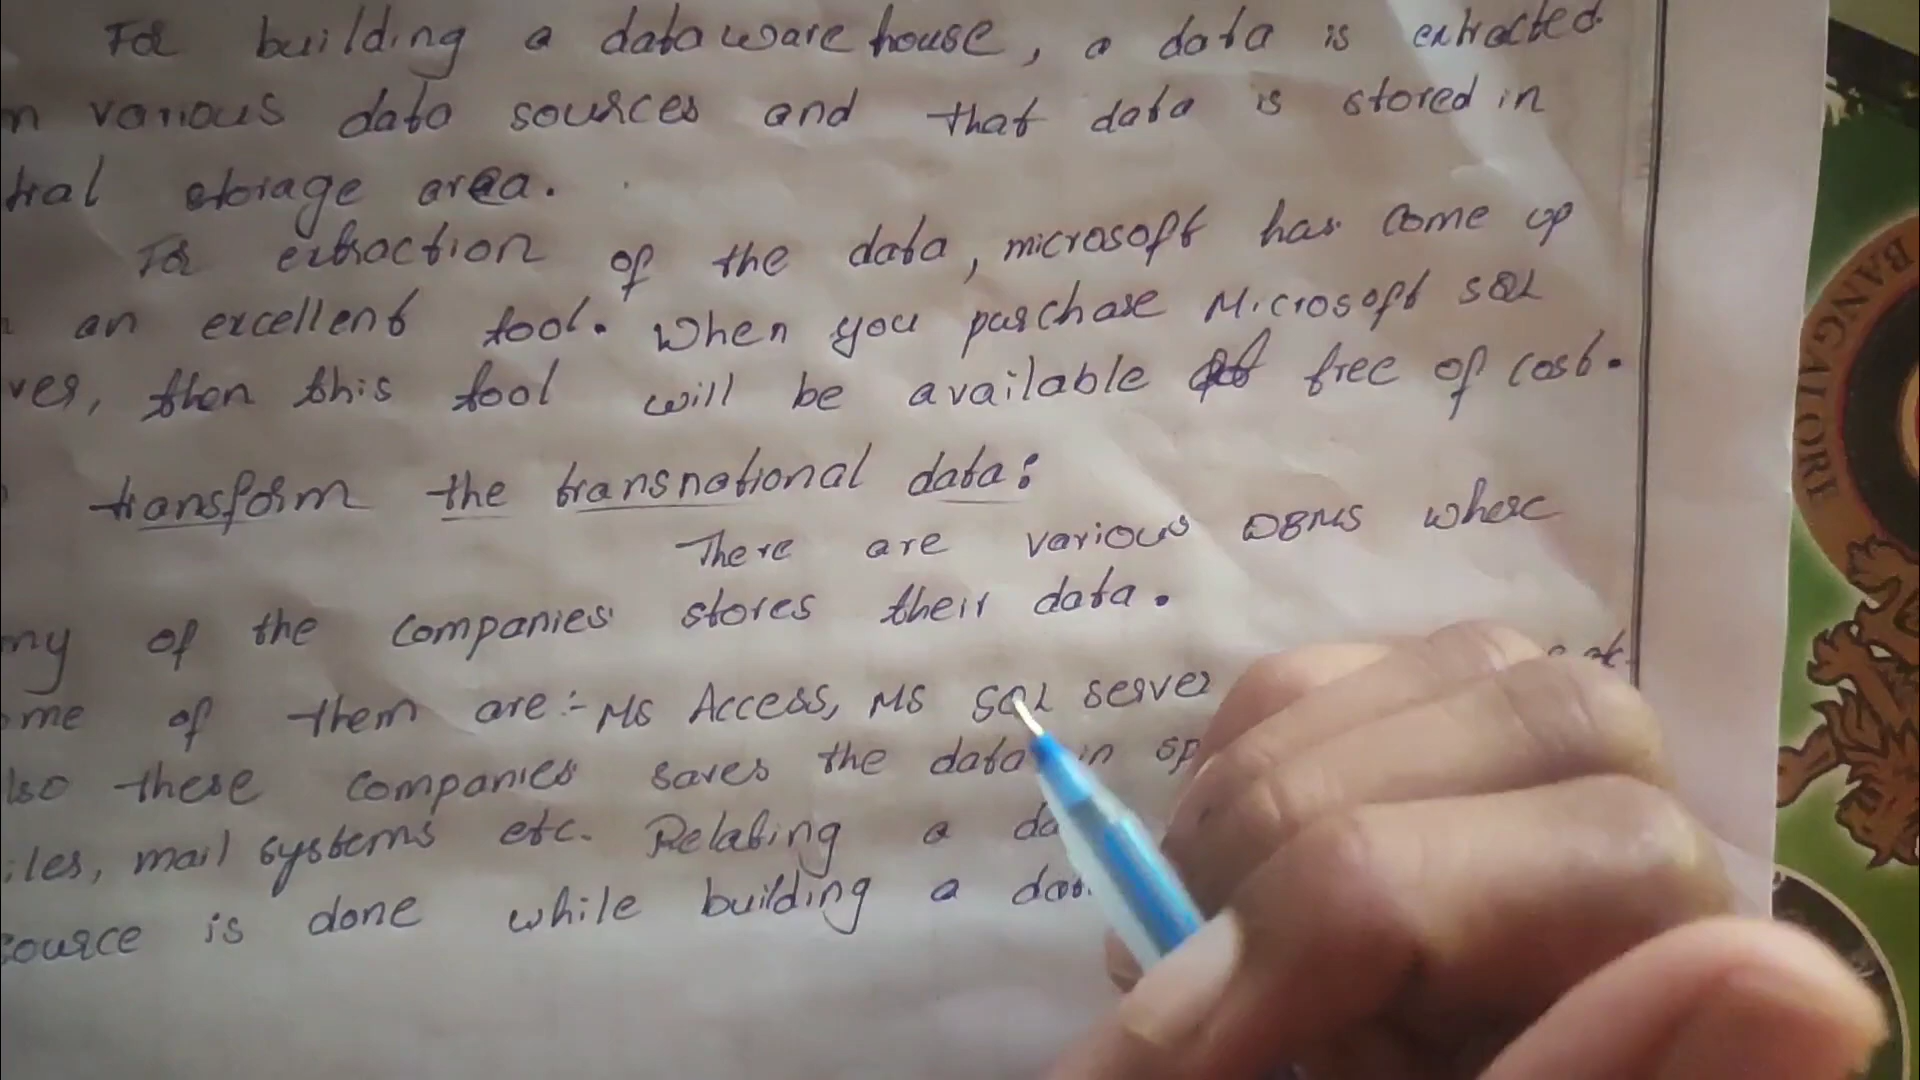 For building a data ware house, a data is extracted
various data sources and that data is stored in
storage area.
For extraction of the data, microsoft has come up
an excellent tool. When you purchase Microsoft SQL
then this tool will be available free of cost.
transform the transnational data:
There are various DBMS where
of the companies stores their data.
of them are:- MS Access, MS SQL server
these companies saves the data in
mail systems etc. Relating a
is done while building a
BANGALORE